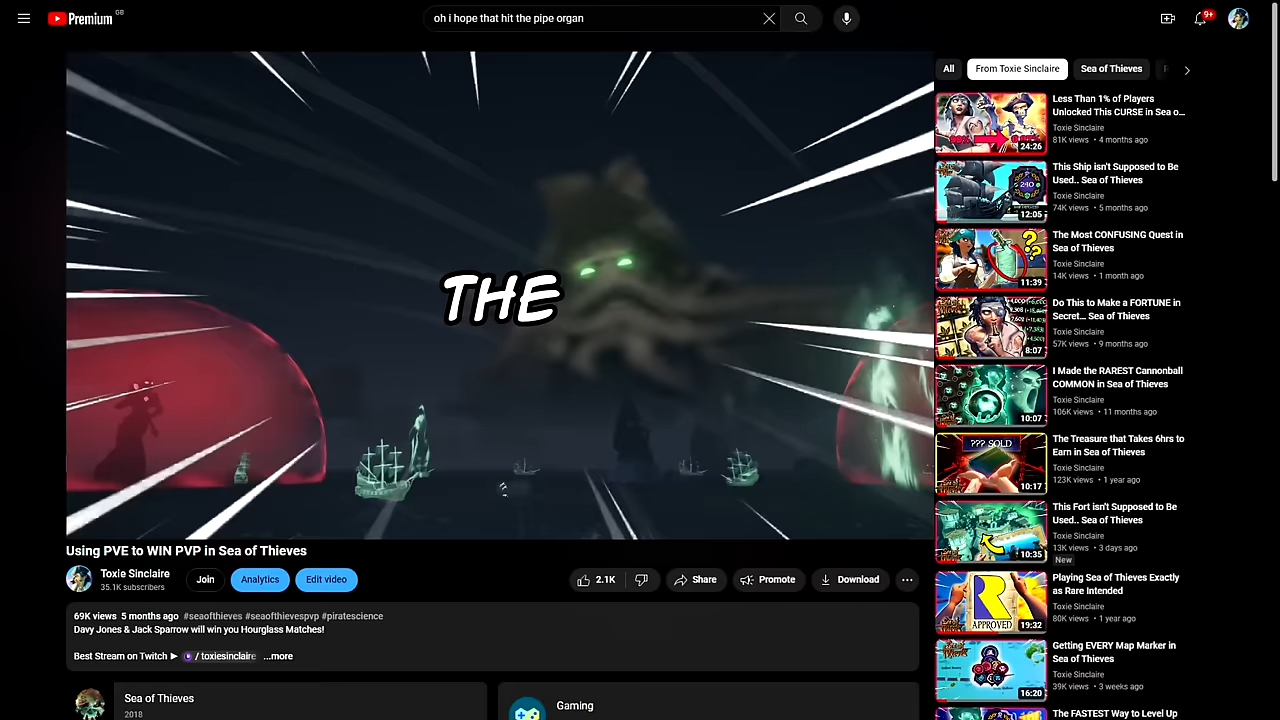 Premium GB
oh i hope that hit the pipe organ
9+
THE
Using PVE to WIN PVP in Sea of Thieves
Toxie Sinclaire
35.1K subscribers
Join
Analytics
Edit video
2.1K
Share
Promote
Download
69K views 5 months ago #seaofthieves #seaofthievespvp #piratescience
Davy Jones & Jack Sparrow will win you Hourglass Matches!
Best Stream on Twitch ► / toxiesinclaire ...more
Sea of Thieves
2018
Gaming
All
From Toxie Sinclaire
Sea of Thieves
24:26
Less Than 1% of Players
Unlocked This CURSE in Sea o...
Toxie Sinclaire
81K views • 4 months ago
240
12:05
This Ship isn't Supposed to Be
Used.. Sea of Thieves
Toxie Sinclaire
74K views • 5 months ago
??
11:39
The Most CONFUSING Quest in
Sea of Thieves
Toxie Sinclaire
14K views • 1 month ago
8:07
Do This to Make a FORTUNE in
Secret... Sea of Thieves
Toxie Sinclaire
57K views • 9 months ago
10:07
I Made the RAREST Cannonball
COMMON in Sea of Thieves
Toxie Sinclaire
106K views • 11 months ago
??? SOLD
10:17
The Treasure that Takes 6hrs to
Earn in Sea of Thieves
Toxie Sinclaire
123K views • 1 year ago
10:35
This Fort isn't Supposed to Be
Used.. Sea of Thieves
Toxie Sinclaire
13K views • 3 days ago
New
APPROVED
19:32
Playing Sea of Thieves Exactly
as Rare Intended
Toxie Sinclaire
80K views • 1 year ago
16:20
Getting EVERY Map Marker in
Sea of Thieves
Toxie Sinclaire
39K views • 3 weeks ago
The FASTEST Way to Level Up